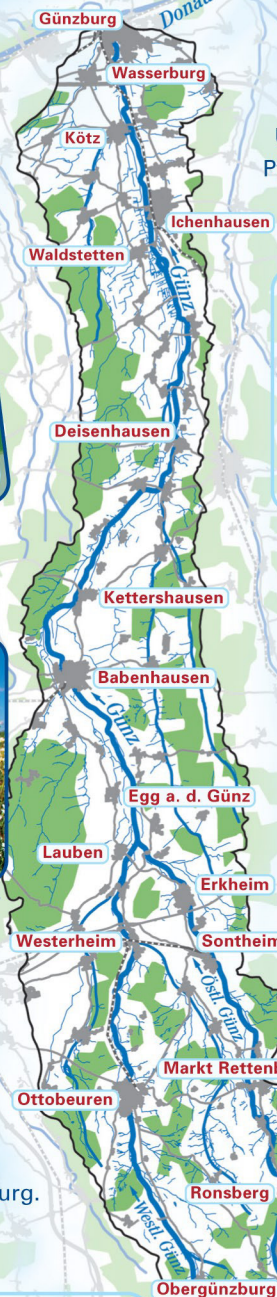 Günzburg
Donau
Wasserburg
Kötz
P
Ichenhausen
Waldstetten
Günz
Deisenhausen
Kettershausen
Babenhausen
Günz
Egg a. d. Günz
Lauben
Erkheim
Westerheim
Sontheim
Östl. Günz
Markt Rettenb
Ottobeuren
urg.
Ronsberg
Westl. Günz
Obergünzburg